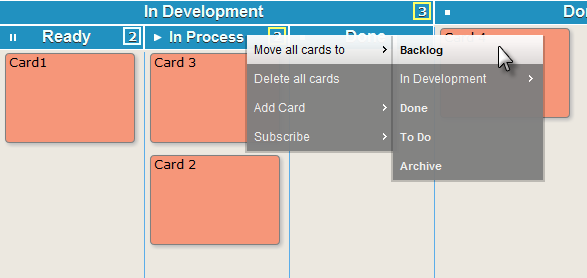 In Development 3 Do
Ready 2 In Process 2 Done
Card1
Card 3
Card 2
Move all cards to
Delete all cards
Add Card
Subscribe
Backlog
In Development
Done
To Do
Archive